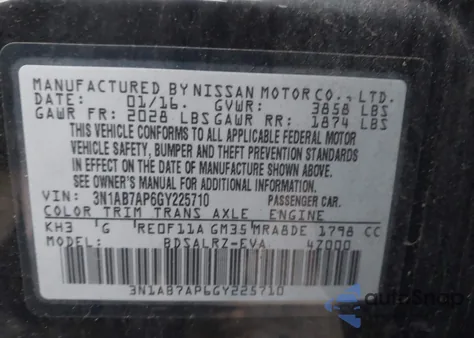 MANUFACTURED BY NISSAN MOTOR CO., LTD.
DATE: 01/16. GVWR: 3858 LBS
GAWR FR: 2028 LBS GAWR RR: 1874 LBS
THIS VEHICLE CONFORMS TO ALL APPLICABLE FEDERAL MOTOR
VEHICLE SAFETY, BUMPER AND THEFT PREVENTION STANDARDS
IN EFFECT ON THE DATE OF MANUFACTURE SHOWN ABOVE.
SEE OWNER'S MANUAL FOR ADDITIONAL INFORMATION.
VIN: 3N1AB7AP6GY225710 PASSENGER CAR.
COLOR TRIM TRANS AXLE ENGINE
KH3 G RE0F11A GM35 MRA8DE 1798 CC
MODEL: BDSALRZ-EVA 4Z000
3N1AB7AP6GY225710
autoSnap